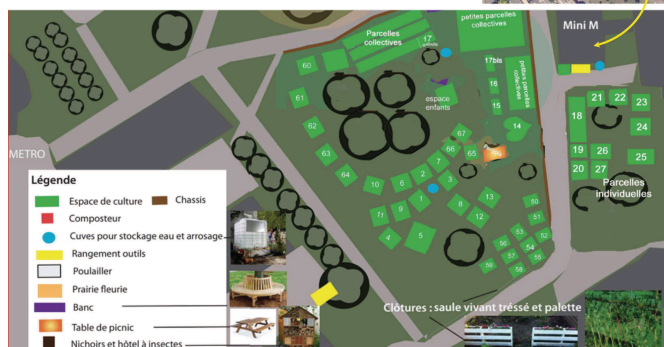 Mini M
METRO
Parcelles
collectives
petites parcelles
collectives
petites parcelles
collectives
espace
enfants
Parcelles
individuelles
17
17bis
16
15
14
60
61
62
63
64
10
6
2
7
66
67
65
3
1
9
11
4
5
8
12
13
50
51
52
53
54
55
56
57
58
59
18
19
20
21
22
23
24
25
26
27
Légende
Espace de culture
Chassis
Composteur
Cuves pour stockage eau et arrosage
Rangement outils
Poulailler
Prairie fleurie
Banc
Table de picnic
Nichoirs et hôtel à insectes
Clôtures : saule vivant tréssé et palette